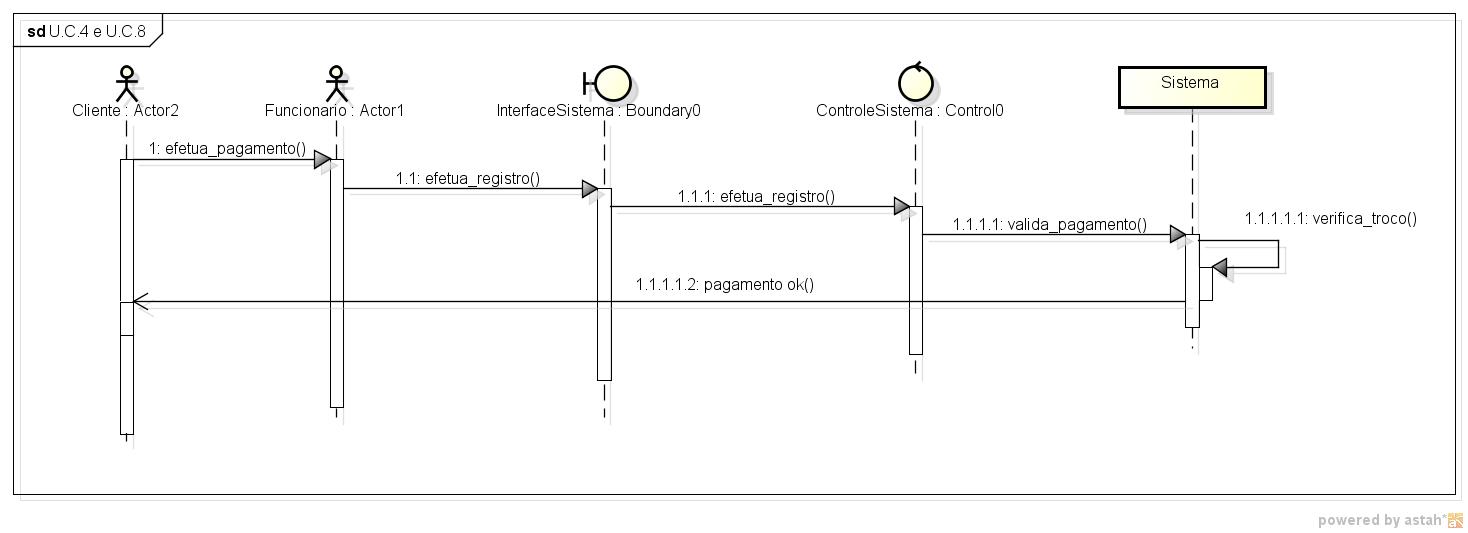 sd U.C.4 e U.C.8
Cliente : Actor2
Funcionario : Actor1
InterfaceSistema : Boundary0
ControleSistema : Control0
Sistema
1: efetua_pagamento()
1.1: efetua_registro()
1.1.1: efetua_registro()
1.1.1.1: valida_pagamento()
1.1.1.1.1: verifica_troco()
1.1.1.1.2: pagamento ok()
powered by astah*